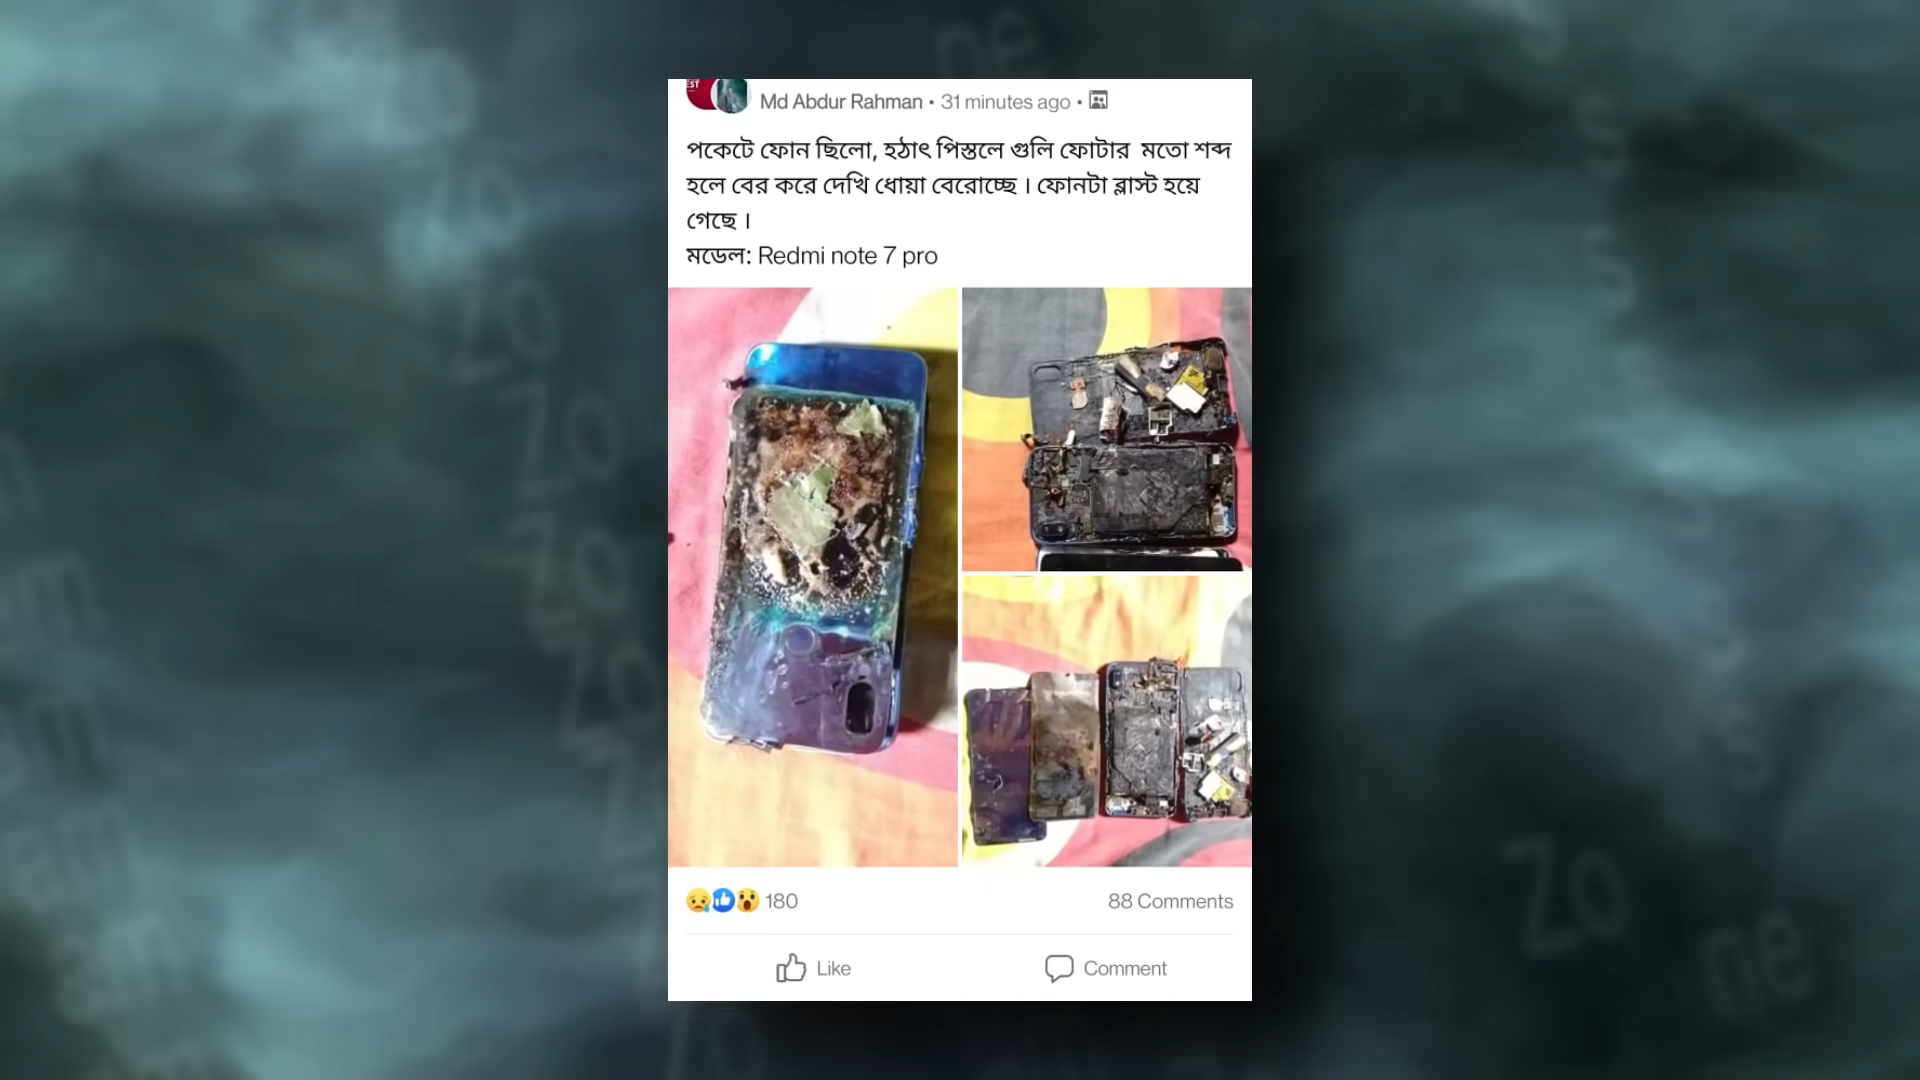 EST
Md Abdur Rahman • 31 minutes ago •
পকেটে ফোন ছিলো, হঠাৎ পিস্তলে গুলি ফোটার মতো শব্দ
হলে বের করে দেখি ধোয়া বেরোচ্ছে। ফোনটা ব্লাস্ট হয়ে
গেছে।
মডেল: Redmi note 7 pro
180
88 Comments
Like
Comment